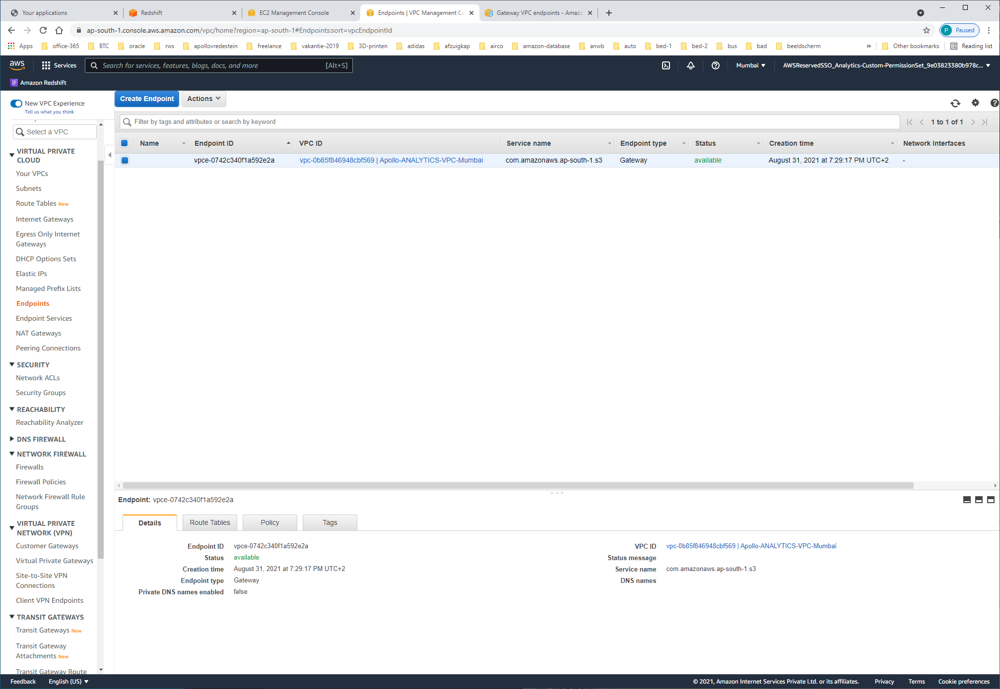 Your applications
Redshift
EC2 Management Console
Endpoints | VPC Management Co
Gateway VPC endpoints - Amazo
ap-south-1.console.aws.amazon.com/vpc/home?region=ap-south-1#Endpoints:sort=vpcEndpointId
P Paused
Apps office-365 BTC oracle rws apollovredestein freelance vakantie-2019 3D-printen adidas afzuigkap airco amazon-database anwb auto bed-1 bed-2 bus bad beeldscherm » Other bookmarks Reading list
aws Services Search for services, features, blogs, docs, and more [Alt+S] Mumbai AWSReservedSSO_Analytics-Custom-PermissionSet_9e03823380b978c...
Amazon Redshift
New VPC Experience
Tell us what you think
Select a VPC
VIRTUAL PRIVATE
CLOUD
Your VPCs
Subnets
Route Tables New
Internet Gateways
Egress Only Internet
Gateways
DHCP Options Sets
Elastic IPs
Managed Prefix Lists
Endpoints
Endpoint Services
NAT Gateways
Peering Connections
SECURITY
Network ACLs
Security Groups
REACHABILITY
Reachability Analyzer
DNS FIREWALL
NETWORK FIREWALL
Firewalls
Firewall Policies
Network Firewall Rule
Groups
VIRTUAL PRIVATE
NETWORK (VPN)
Customer Gateways
Virtual Private Gateways
Site-to-Site VPN
Connections
Client VPN Endpoints
TRANSIT GATEWAYS
Transit Gateways New
Transit Gateway
Attachments New
Transit Gateway Route
Create Endpoint Actions
Filter by tags and attributes or search by keyword
1 to 1 of 1
Name Endpoint ID VPC ID Service name Endpoint type Status Creation time Network Interfaces
vpce-0742c340f1a592e2a vpc-0b85f846948cbf569 | Apollo-ANALYTICS-VPC-Mumbai com.amazonaws.ap-south-1.s3 Gateway available August 31, 2021 at 7:29:17 PM UTC+2 -
Endpoint: vpce-0742c340f1a592e2a
Details Route Tables Policy Tags
Endpoint ID vpce-0742c340f1a592e2a
Status available
Creation time August 31, 2021 at 7:29:17 PM UTC+2
Endpoint type Gateway
Private DNS names enabled false
VPC ID vpc-0b85f846948cbf569 | Apollo-ANALYTICS-VPC-Mumbai
Status message
Service name com.amazonaws.ap-south-1.s3
DNS names
Feedback English (US) © 2021, Amazon Internet Services Private Ltd. or its affiliates. Privacy Terms Cookie preferences